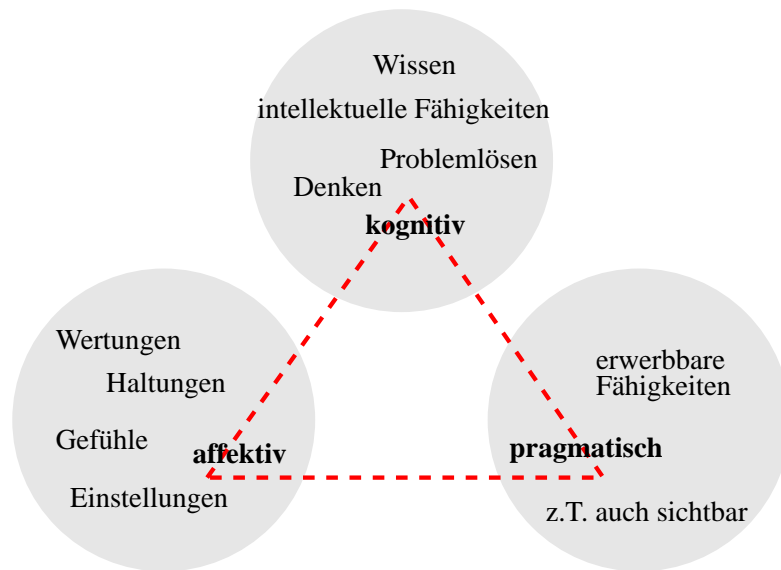 Wissen
intellektuelle Fähigkeiten
Problemlösen
Denken
kognitiv
Wertungen
Haltungen
Gefühle
affektiv
Einstellungen
erwerbbare
Fähigkeiten
pragmatisch
z.T. auch sichtbar